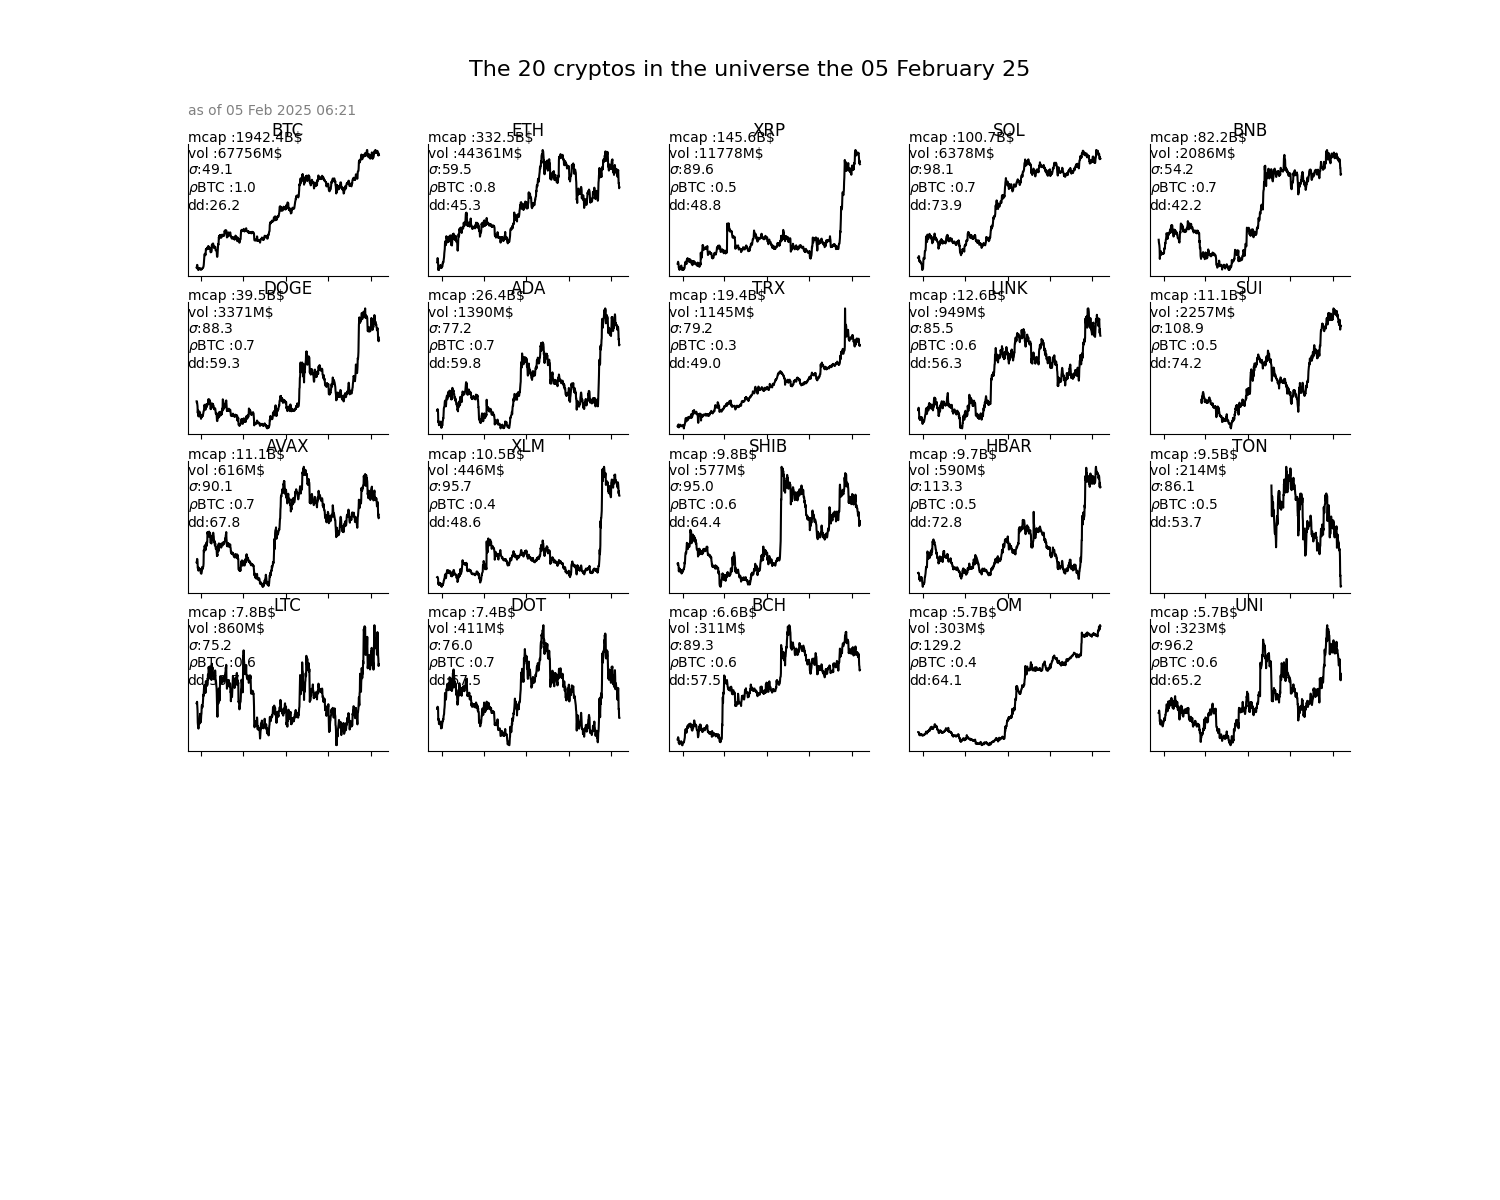 The 20 cryptos in the universe the 05 February 25
as of 05 Feb 2025 06:21
BTC
mcap :1942.4B$
vol :67756M$
σ:49.1
ρBTC :1.0
dd:26.2
ETH
mcap :332.5B$
vol :44361M$
σ:59.5
ρBTC :0.8
dd:45.3
XRP
mcap :145.6B$
vol :11778M$
σ:89.6
ρBTC :0.5
dd:48.8
SOL
mcap :100.7B$
vol :6378M$
σ:98.1
ρBTC :0.7
dd:73.9
BNB
mcap :82.2B$
vol :2086M$
σ:54.2
ρBTC :0.7
dd:42.2
DOGE
mcap :39.5B$
vol :3371M$
σ:88.3
ρBTC :0.7
dd:59.3
ADA
mcap :26.4B$
vol :1390M$
σ:77.2
ρBTC :0.7
dd:59.8
TRX
mcap :19.4B$
vol :1145M$
σ:79.2
ρBTC :0.3
dd:49.0
LINK
mcap :12.6B$
vol :949M$
σ:85.5
ρBTC :0.6
dd:56.3
SUI
mcap :11.1B$
vol :2257M$
σ:108.9
ρBTC :0.5
dd:74.2
AVAX
mcap :11.1B$
vol :616M$
σ:90.1
ρBTC :0.7
dd:67.8
XLM
mcap :10.5B$
vol :446M$
σ:95.7
ρBTC :0.4
dd:48.6
SHIB
mcap :9.8B$
vol :577M$
σ:95.0
ρBTC :0.6
dd:64.4
HBAR
mcap :9.7B$
vol :590M$
σ:113.3
ρBTC :0.5
dd:72.8
TON
mcap :9.5B$
vol :214M$
σ:86.1
ρBTC :0.5
dd:53.7
LTC
mcap :7.8B$
vol :860M$
σ:75.2
ρBTC :0.6
DOT
mcap :7.4B$
vol :411M$
σ:76.0
ρBTC :0.7
dd:57.5
BCH
mcap :6.6B$
vol :311M$
σ:89.3
ρBTC :0.6
dd:57.5
OM
mcap :5.7B$
vol :303M$
σ:129.2
ρBTC :0.4
dd:64.1
UNI
mcap :5.7B$
vol :323M$
σ:96.2
ρBTC :0.6
dd:65.2